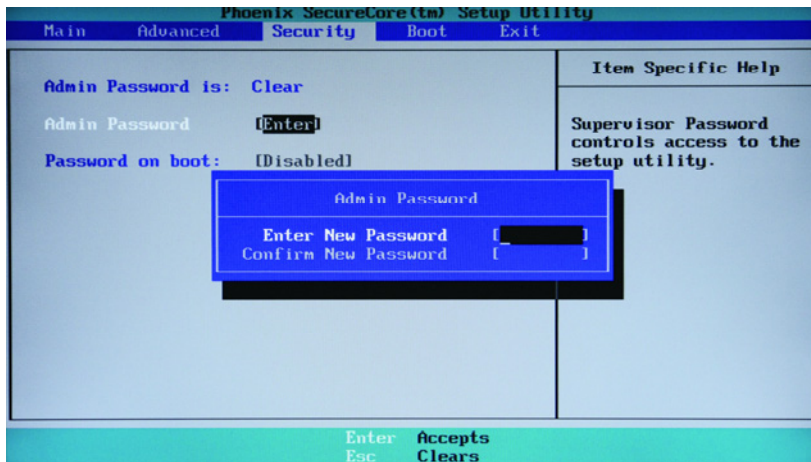 Phoenix SecureCore(tm) Setup Utility
Main Advanced Security Boot Exit
Admin Password is: Clear
Admin Password [Enter]
Password on boot: [Disabled]
Item Specific Help
Supervisor Password
controls access to the
setup utility.
Admin Password
Enter New Password [_ ]
Confirm New Password [ ]
Enter Accepts
Esc Clears